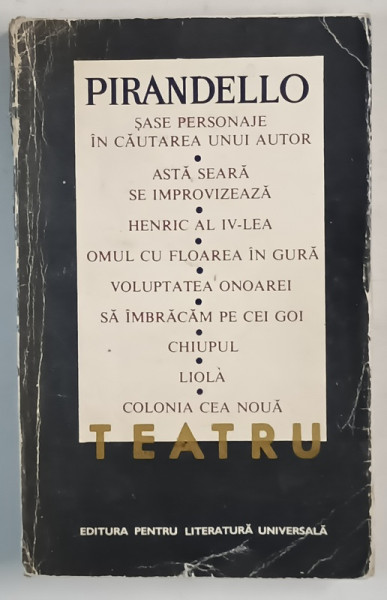 PIRANDELLO
ȘASE PERSONAJE
ÎN CĂUTAREA UNUI AUTOR
•
ASTĂ SEARĂ
SE IMPROVIZEAZĂ
•
HENRIC AL IV-LEA
•
OMUL CU FLOAREA ÎN GURĂ
•
VOLUPTATEA ONOAREI
•
SĂ ÎMBRĂCĂM PE CEI GOI
•
CHIUPUL
•
LIOLÀ
•
COLONIA CEA NOUĂ
TEATRU
EDITURA PENTRU LITERATURĂ UNIVERSALĂ